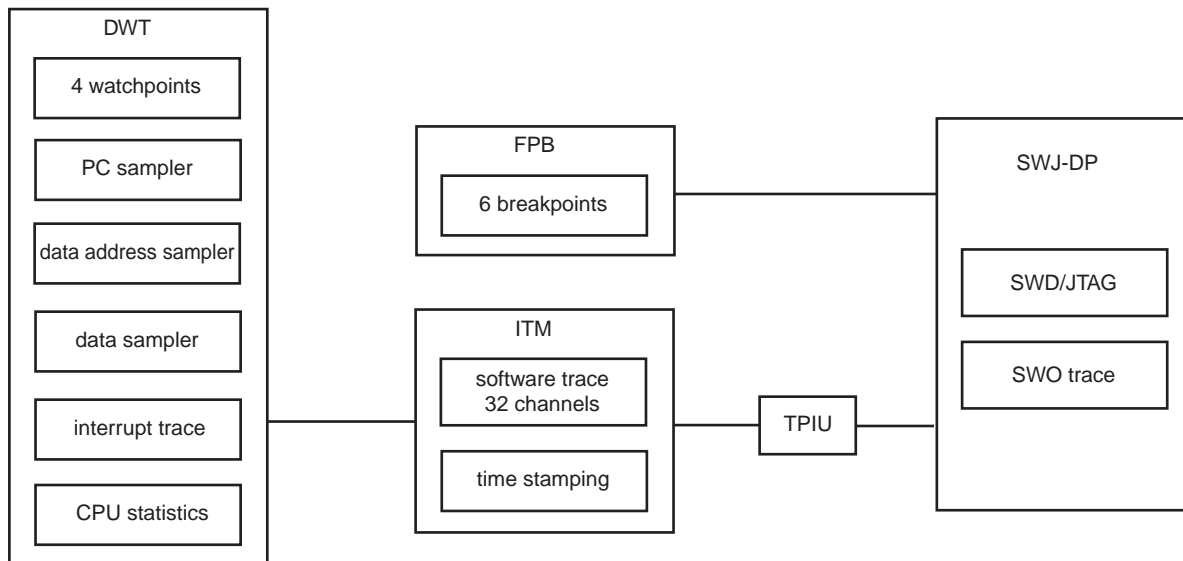 DWT
4 watchpoints
PC sampler
data address sampler
data sampler
interrupt trace
CPU statistics
FPB
6 breakpoints
ITM
software trace
32 channels
time stamping
TPIU
SWJ-DP
SWD/JTAG
SWO trace